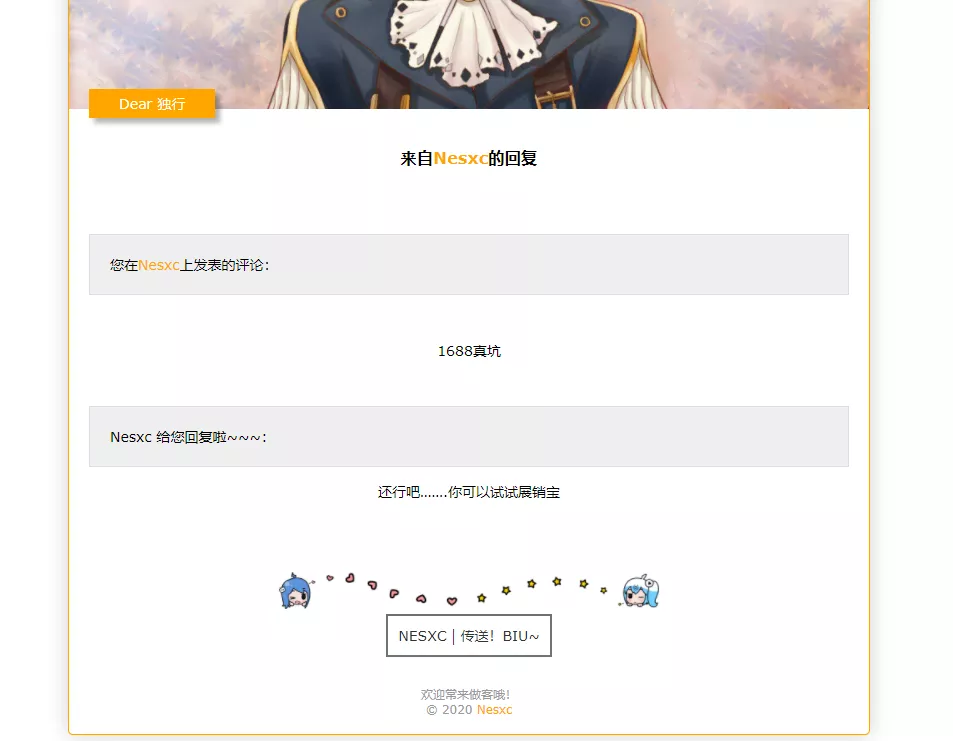 Dear 独行
来自Nesxc的回复
您在Nesxc上发表的评论：
1688真坑
Nesxc 给您回复啦~~~：
还行吧.......你可以试试展销宝
NESXC | 传送！BIU~
欢迎常来做客哦！
© 2020 Nesxc